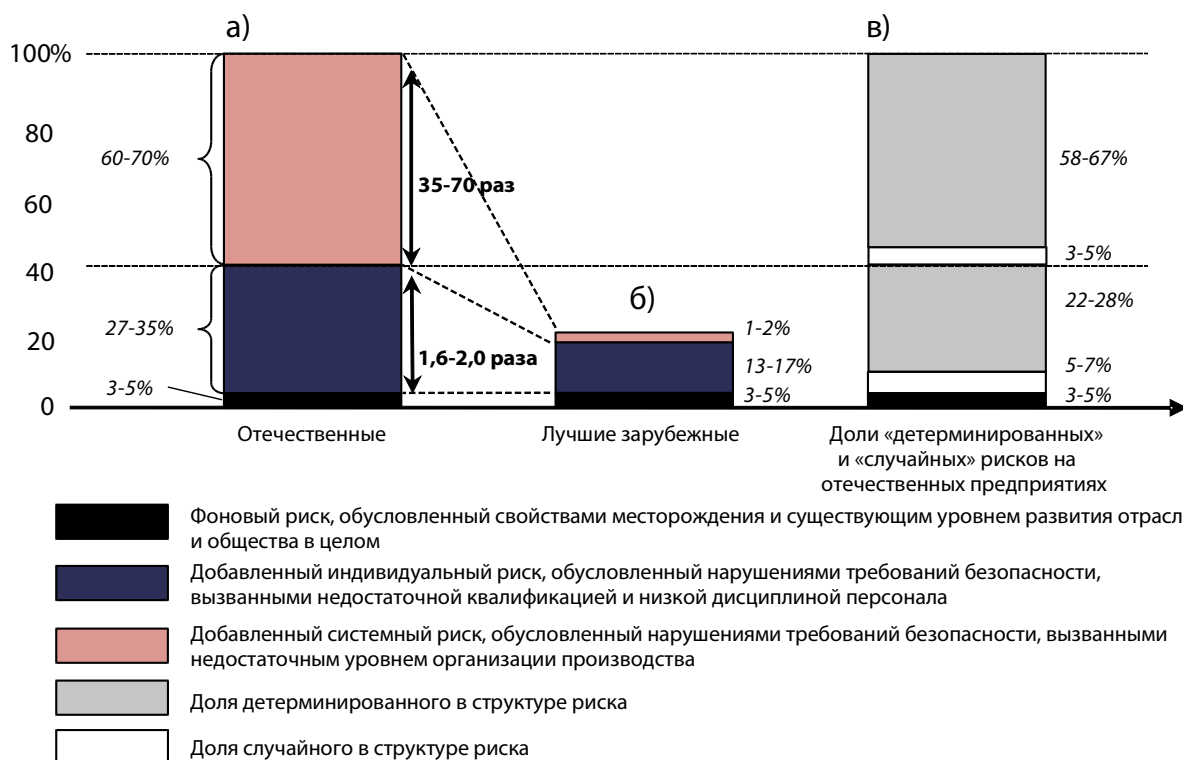 а)
в)
100%
80
60
40
20
0
60-70%
27-35%
3-5%
35-70 раз
1,6-2,0 раза
б)
1-2%
13-17%
3-5%
58-67%
3-5%
22-28%
5-7%
3-5%
Отечественные
Лучшие зарубежные
Доли «детерминированных»
и «случайных» рисков на
отечественных предприятиях
Фоновый риск, обусловленный свойствами месторождения и существующим уровнем развития отрасл
и общества в целом
Добавленный индивидуальный риск, обусловленный нарушениями требований безопасности,
вызванными недостаточной квалификацией и низкой дисциплиной персонала
Добавленный системный риск, обусловленный нарушениями требований безопасности, вызванными
недостаточным уровнем организации производства
Доля детерминированного в структуре риска
Доля случайного в структуре риска